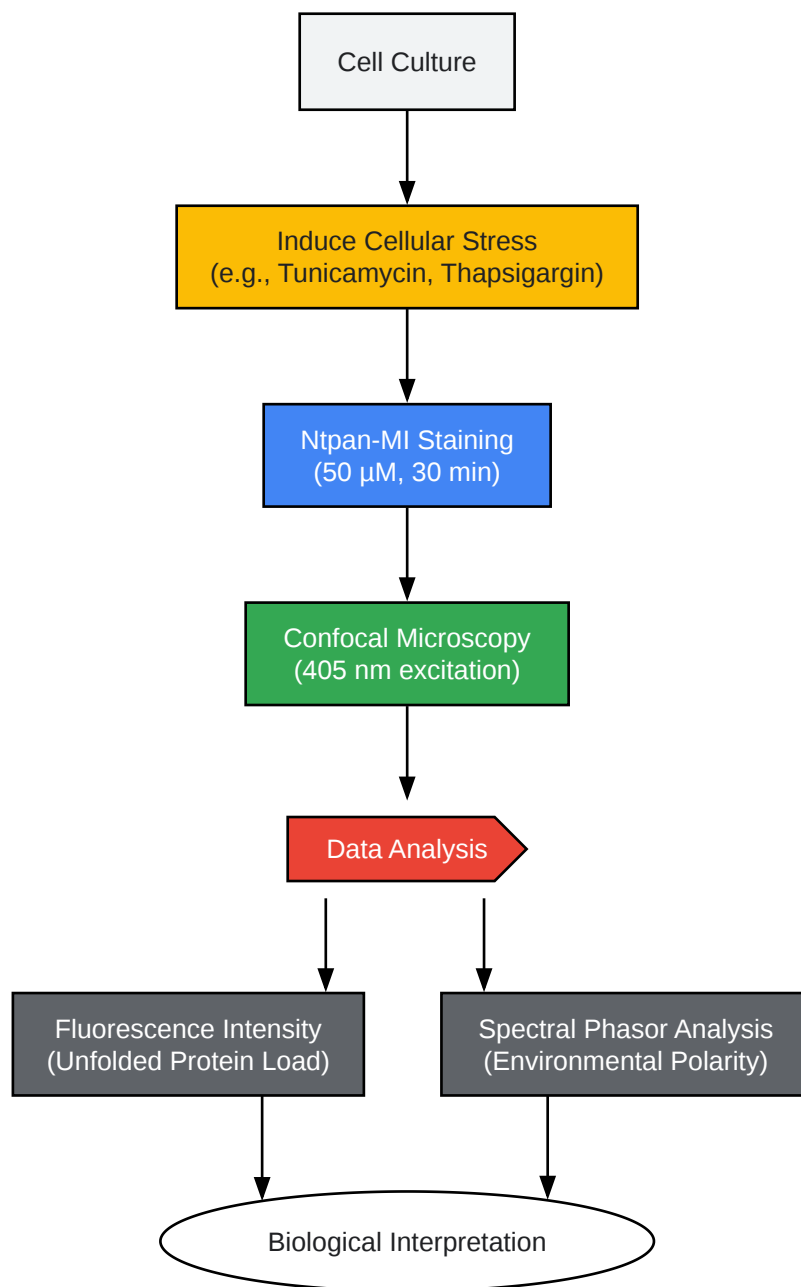 Cell Culture
Induce Cellular Stress
(e.g., Tunicamycin, Thapsigargin)
Ntpan-MI Staining
(50 µM, 30 min)
Confocal Microscopy
(405 nm excitation)
Data Analysis
Fluorescence Intensity
(Unfolded Protein Load)
Spectral Phasor Analysis
(Environmental Polarity)
Biological Interpretation